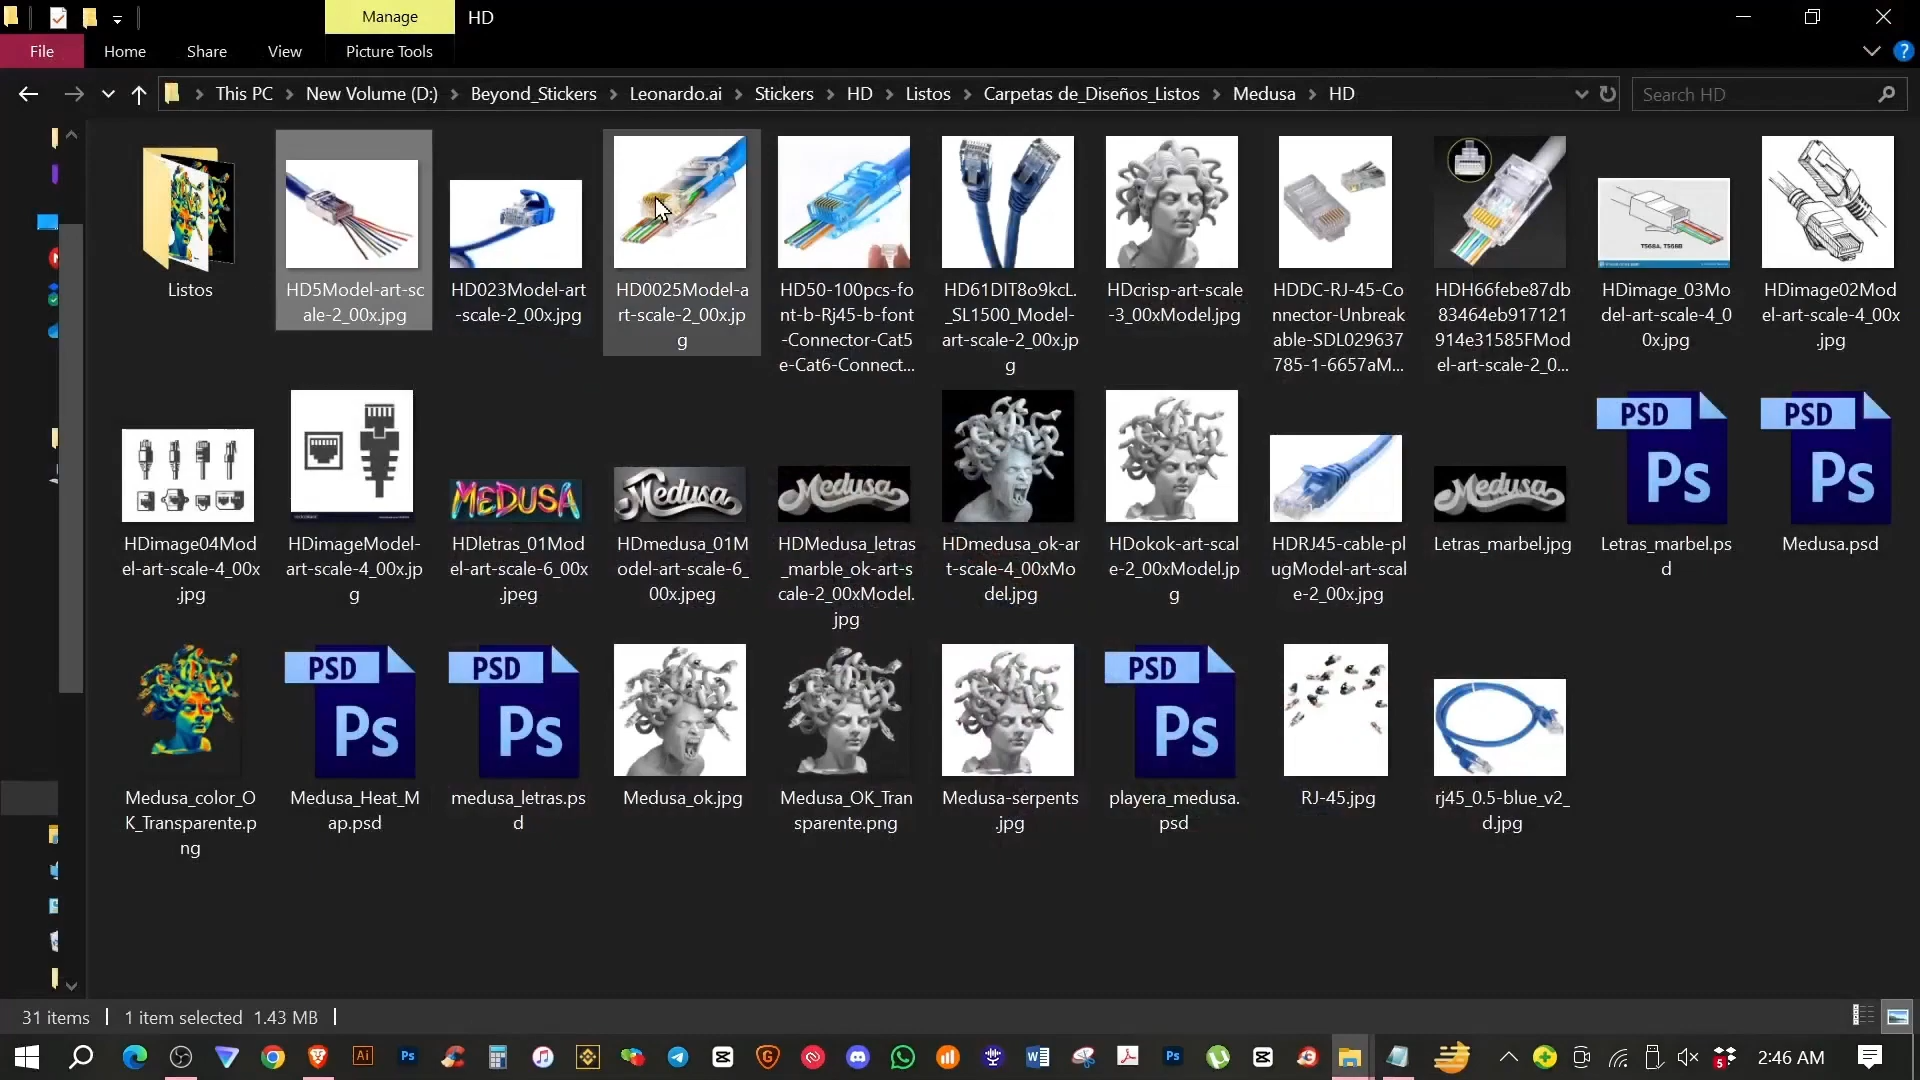 Manage
HD
File
Home
Share
View
Picture Tools
This PC
New Volume (D:)
Beyond_Stickers
Leonardo.ai
Stickers
HD
Listos
Carpetas de_Diseños_Listos
Medusa
HD
Search HD
Listos
HD5Model-art-sc
ale-2_00x.jpg
HD023Model-art
-scale-2_00x.jpg
HD0025Model-a
rt-scale-2_00x.jp
g
HD50-100pcs-fo
nt-b-Rj45-b-font
-Connector-Cat5
e-Cat6-Connect...
HD61DIT8o9kcL.
_SL1500_Model-
art-scale-2_00x.jp
g
HDcrisp-art-scale
-3_00xModel.jpg
HDDC-RJ-45-Co
nnector-Unbreak
able-SDL029637
785-1-6657aM...
HDH66febe87db
83464eb917121
914e31585FMod
el-art-scale-2_0...
T568A, T568B
HDimage_03Mo
del-art-scale-4_0
0x.jpg
HDimage02Mod
el-art-scale-4_00x
.jpg
HDimage04Mod
el-art-scale-4_00x
.jpg
HDimageModel-
art-scale-4_00x.jp
g
MEDUSA
HDletras_01Mod
el-art-scale-6_00x
.jpeg
Medusa
HDmedusa_01M
odel-art-scale-6_
00x.jpeg
Medusa
HDMedusa_letras
_marble_ok-art-s
cale-2_00xModel.
jpg
HDmedusa_ok-ar
t-scale-4_00xMo
del.jpg
HDokok-art-scal
e-2_00xModel.jp
g
HDRJ45-cable-pl
ugModel-art-scal
e-2_00x.jpg
Medusa
Letras_marbel.jpg
PSD
Ps
Letras_marbel.ps
d
PSD
Ps
Medusa.psd
Medusa_color_O
K_Transparente.p
ng
PSD
Ps
Medusa_Heat_M
ap.psd
PSD
Ps
medusa_letras.ps
d
Medusa_ok.jpg
Medusa_OK_Tran
sparente.png
Medusa-serpents
.jpg
PSD
Ps
playera_medusa.
psd
RJ-45.jpg
rj45_0.5-blue_v2_
d.jpg
31 items
1 item selected 1.43 MB
Ai
Ps
Ps
5
2:46 AM